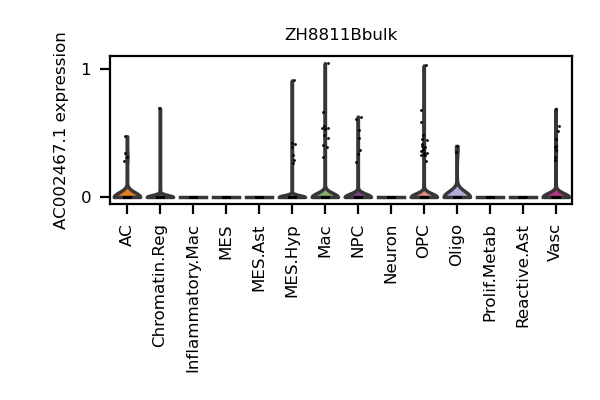 ZH8811Bbulk
AC002467.1 expression
1
0
AC
Chromatin.Reg
Inflammatory.Mac
MES
MES.Ast
MES.Hyp
Mac
NPC
Neuron
OPC
Oligo
Prolif.Metab
Reactive.Ast
Vasc